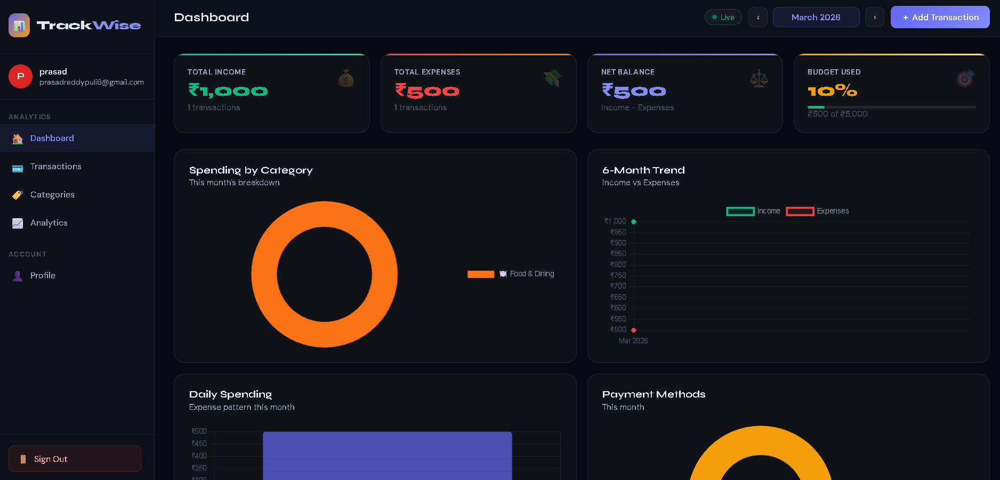 TrackWise
P
prasad
prasadreddypuli6@gmail.com
ANALYTICS
Dashboard
Transactions
Categories
Analytics
ACCOUNT
Profile
Sign Out
Dashboard
Live
‹
March 2026
›
+ Add Transaction
TOTAL INCOME
₹1,000
1 transactions
TOTAL EXPENSES
₹500
1 transactions
NET BALANCE
₹500
Income - Expenses
BUDGET USED
10%
₹500 of ₹5,000
Spending by Category
This month's breakdown
Food & Dining
6-Month Trend
Income vs Expenses
Income
Expenses
₹1,000
₹950
₹900
₹850
₹800
₹750
₹700
₹650
₹600
₹550
₹500
Mar 2026
Daily Spending
Expense pattern this month
₹500
₹450
₹400
₹350
₹300
Payment Methods
This month